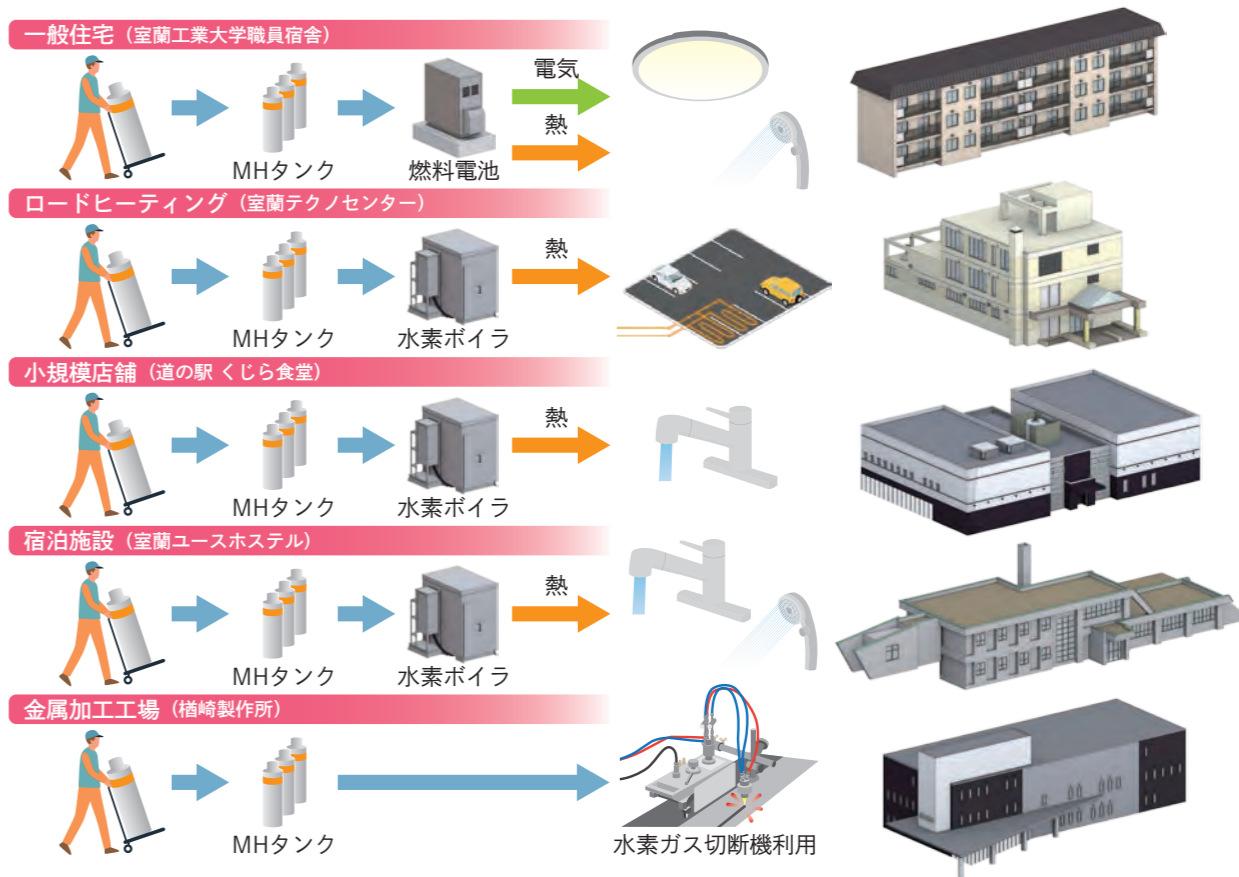 一般住宅（室蘭工業大学職員宿舎）
電気
熱
MHタンク
燃料電池
ロードヒーティング（室蘭テクノセンター）
熱
MHタンク
水素ボイラ
小規模店舗（道の駅 くじら食堂）
熱
MHタンク
水素ボイラ
宿泊施設（室蘭ユースホステル）
熱
MHタンク
水素ボイラ
金属加工工場（楢崎製作所）
MHタンク
水素ガス切断機利用